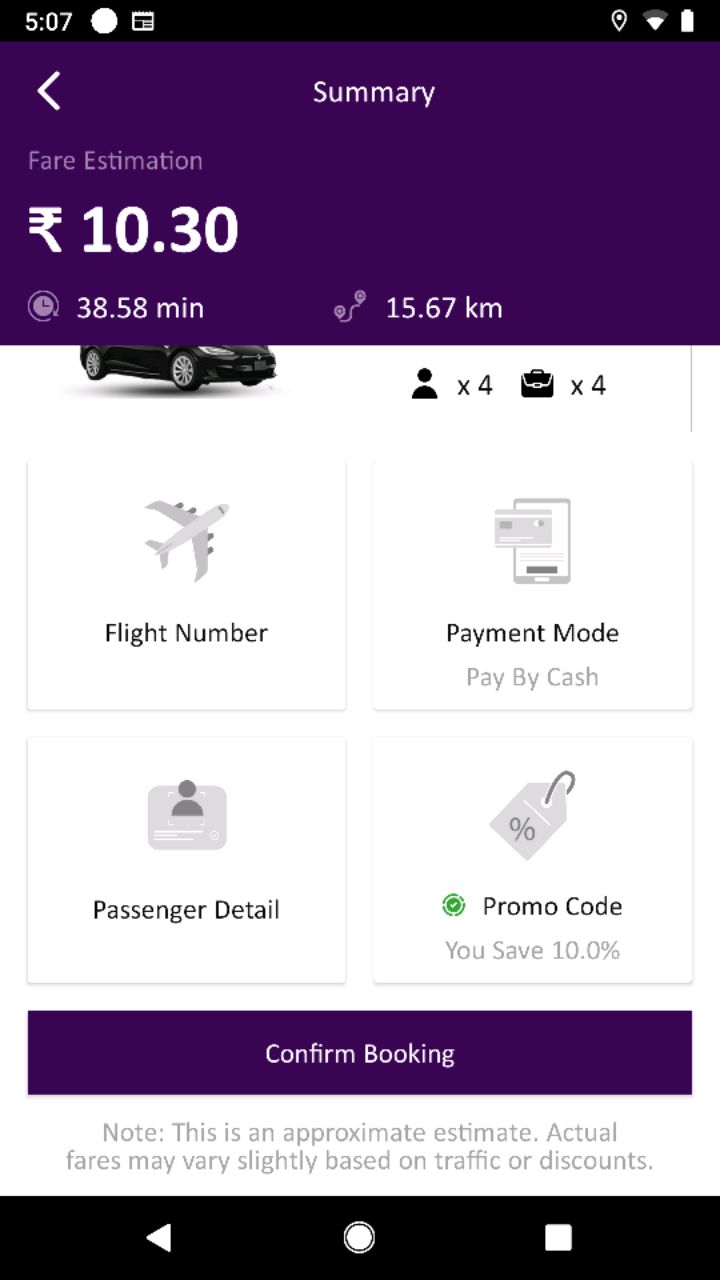 5:07
Summary
Fare Estimation
₹ 10.30
38.58 min
15.67 km
x 4
x 4
Flight Number
Payment Mode
Pay By Cash
Passenger Detail
%
Promo Code
You Save 10.0%
Confirm Booking
Note: This is an approximate estimate. Actual
fares may vary slightly based on traffic or discounts.